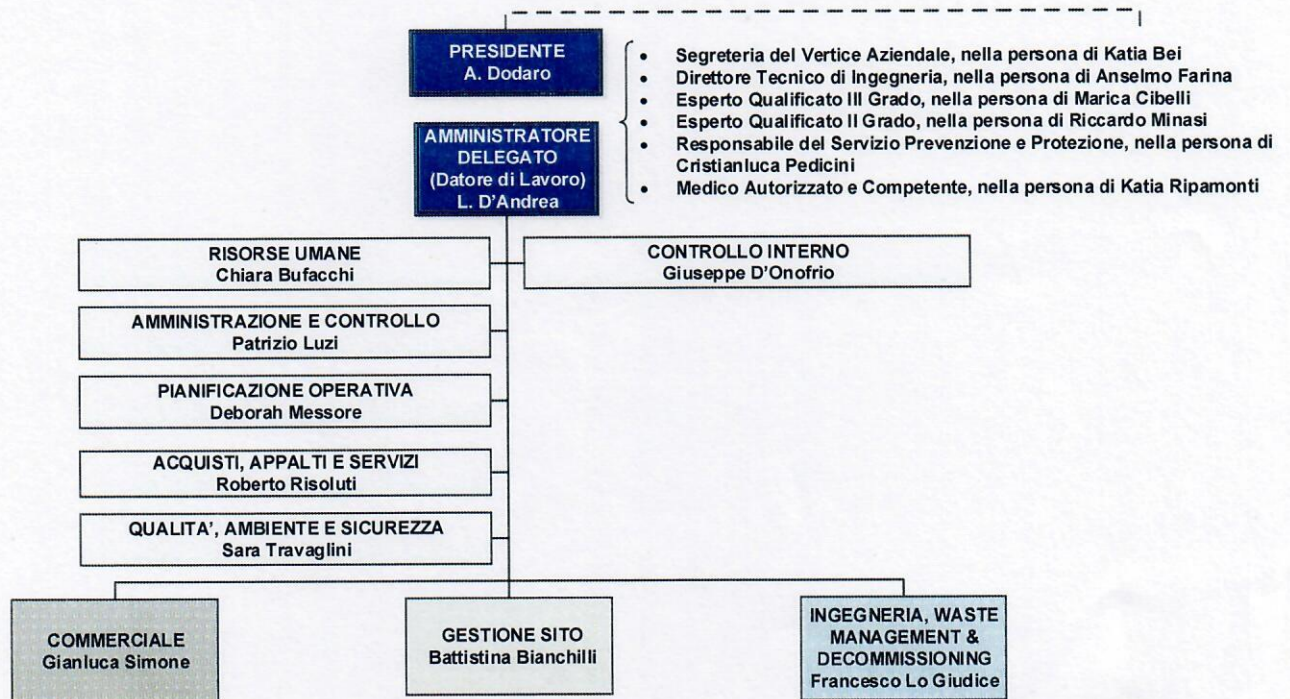 PRESIDENTE
A. Dodaro
• Segreteria del Vertice Aziendale, nella persona di Katia Bei
• Direttore Tecnico di Ingegneria, nella persona di Anselmo Farina
• Esperto Qualificato III Grado, nella persona di Marica Cibelli
• Esperto Qualificato II Grado, nella persona di Riccardo Minasi
• Responsabile del Servizio Prevenzione e Protezione, nella persona di
Cristianluca Pedicini
• Medico Autorizzato e Competente, nella persona di Katia Ripamonti
AMMINISTRATORE
DELEGATO
(Datore di Lavoro)
L. D'Andrea
RISORSE UMANE
Chiara Bufacchi
CONTROLLO INTERNO
Giuseppe D'Onofrio
AMMINISTRAZIONE E CONTROLLO
Patrizio Luzi
PIANIFICAZIONE OPERATIVA
Deborah Messore
ACQUISTI, APPALTI E SERVIZI
Roberto Risoluti
QUALITA', AMBIENTE E SICUREZZA
Sara Travaglini
COMMERCIALE
Gianluca Simone
GESTIONE SITO
Battistina Bianchilli
INGEGNERIA, WASTE
MANAGEMENT &
DECOMMISSIONING
Francesco Lo Giudice